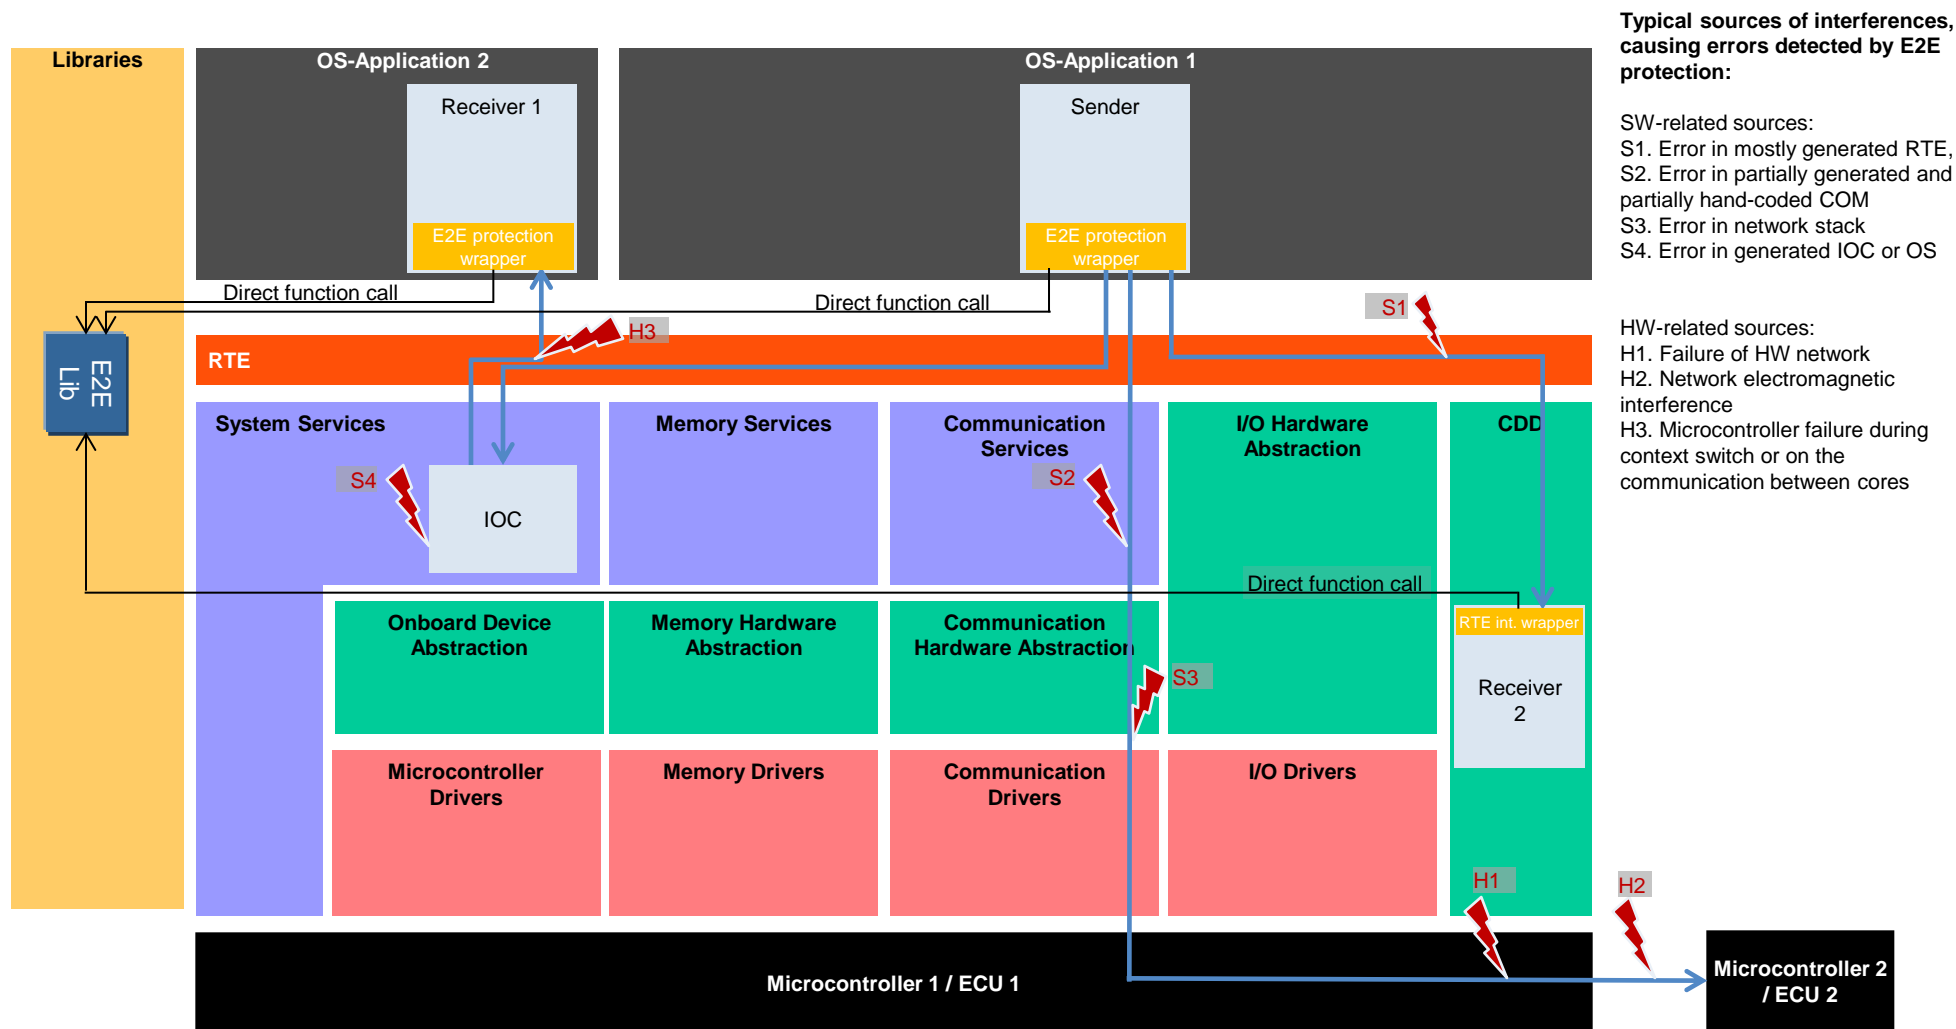 Typical sources of interferences,
causing errors detected by E2E
protection:
SW-related sources:
S1. Error in mostly generated RTE,
S2. Error in partially generated and
partially hand-coded COM
S3. Error in network stack
S4. Error in generated IOC or OS
HW-related sources:
H1. Failure of HW network
H2. Network electromagnetic
interference
H3. Microcontroller failure during
context switch or on the
communication between cores
Libraries
OS-Application 2
OS-Application 1
Receiver 1
Sender
E2E protection
wrapper
E2E protection
wrapper
Direct function call
Direct function call
S1
H3
E2E
Lib
RTE
System Services
Memory Services
Communication
Services
I/O Hardware
Abstraction
CDD
S4
IOC
S2
Direct function call
Onboard Device
Abstraction
Memory Hardware
Abstraction
Communication
Hardware Abstraction
RTE int. wrapper
S3
Receiver
2
Microcontroller
Drivers
Memory Drivers
Communication
Drivers
I/O Drivers
H1
H2
Microcontroller 1 / ECU 1
Microcontroller 2
/ ECU 2